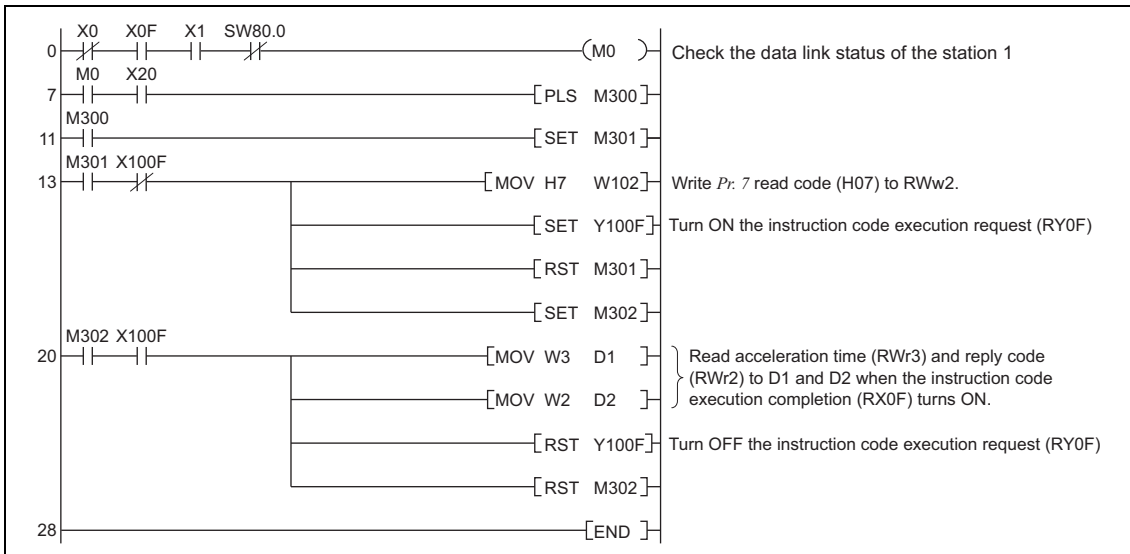 X0 X0F X1 SW80.0
0 M0 Check the data link status of the station 1
M0 X20
7 PLS M300
M300
11 SET M301
M301 X100F
13 MOV H7 W102 Write Pr. 7 read code (H07) to RWw2.
SET Y100F Turn ON the instruction code execution request (RY0F)
RST M301
SET M302
M302 X100F
20 MOV W3 D1 Read acceleration time (RWr3) and reply code
(RWr2) to D1 and D2 when the instruction code
MOV W2 D2 execution completion (RX0F) turns ON.
RST Y100F Turn OFF the instruction code execution request (RY0F)
RST M302
28 END